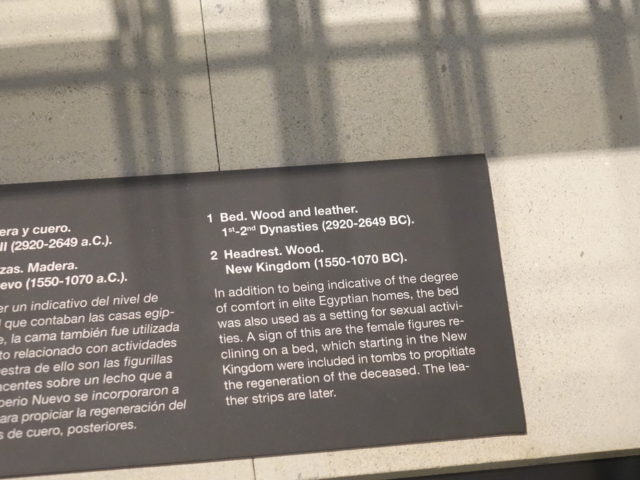 era y cuero.
II (2920-2649 a.C.).
zas. Madera.
evo (1550-1070 a.C.).
er un indicativo del nivel de
que contaban las casas egip-
, la cama también fue utilizada
to relacionado con actividades
estra de ello son las figurillas
centes sobre un lecho que a
perio Nuevo se incorporaron a
ara propiciar la regeneración del
s de cuero, posteriores.
1 Bed. Wood and leather.
1st-2nd Dynasties (2920-2649 BC).
2 Headrest. Wood.
New Kingdom (1550-1070 BC).
In addition to being indicative of the degree
of comfort in elite Egyptian homes, the bed
was also used as a setting for sexual activi-
ties. A sign of this are the female figures re-
clining on a bed, which starting in the New
Kingdom were included in tombs to propitiate
the regeneration of the deceased. The lea-
ther strips are later.